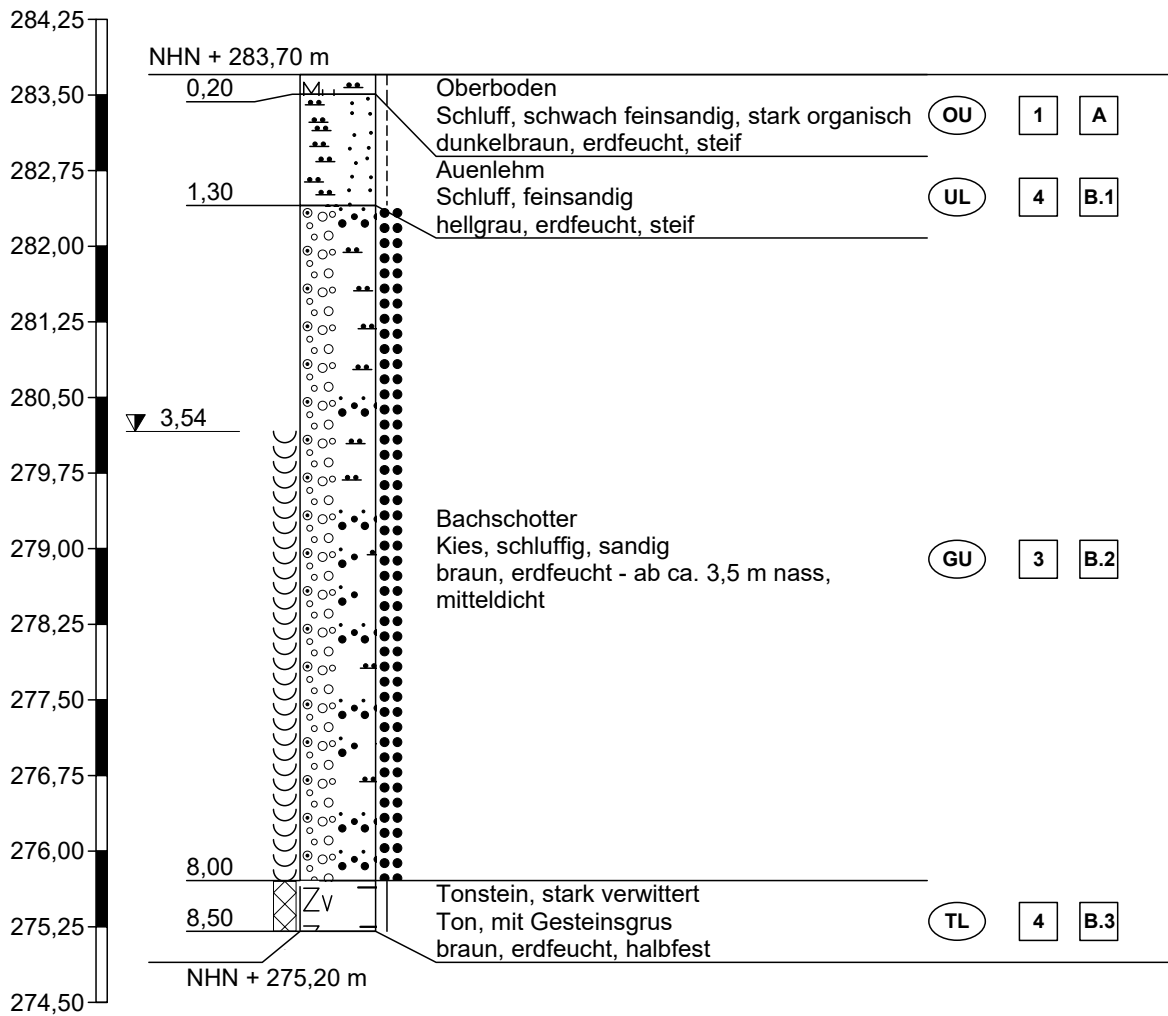 284,25
NHN + 283,70 m
0,20
283,50
Oberboden
Schluff, schwach feinsandig, stark organisch
dunkelbraun, erdfeucht, steif
OU 1 A
282,75
1,30
Auenlehm
Schluff, feinsandig
hellgrau, erdfeucht, steif
UL 4 B.1
282,00
281,25
280,50
3,54
279,75
279,00
278,25
277,50
276,75
276,00
Bachschotter
Kies, schluffig, sandig
braun, erdfeucht - ab ca. 3,5 m nass,
mitteldicht
GU 3 B.2
8,00
8,50
275,25
Zv
Tonstein, stark verwittert
Ton, mit Gesteinsgrus
braun, erdfeucht, halbfest
TL 4 B.3
NHN + 275,20 m
274,50